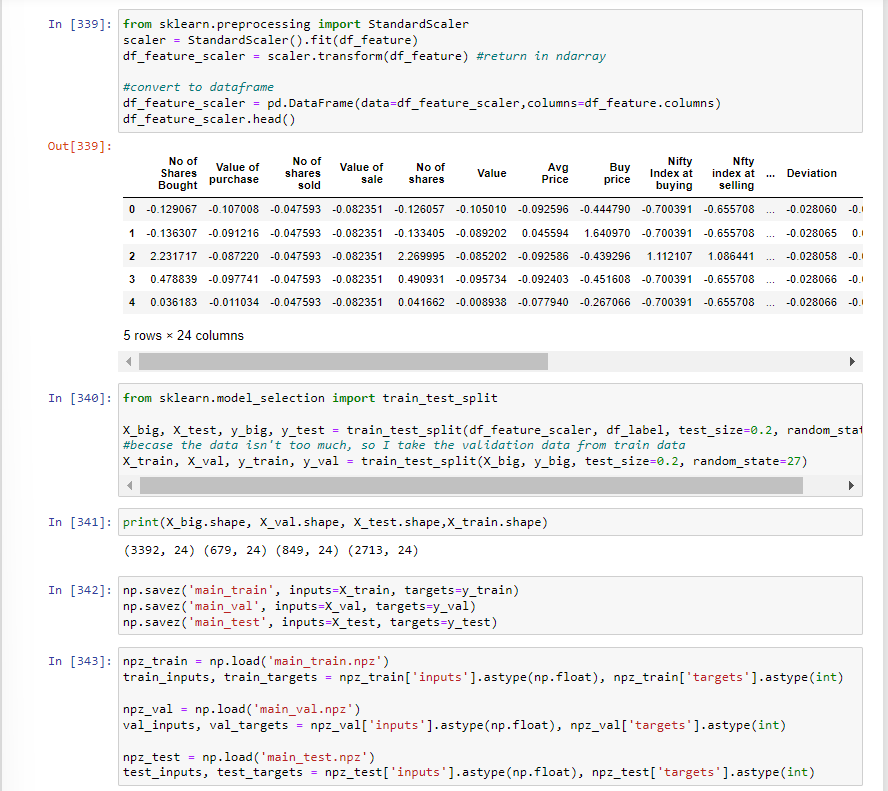 In [339]: from sklearn.preprocessing import StandardScaler
scaler = StandardScaler().fit(df_feature)
df_feature_scaler = scaler.transform(df_feature) #return in ndarray
#convert to dataframe
df_feature_scaler = pd.DataFrame(data=df_feature_scaler,columns=df_feature.columns)
df_feature_scaler.head()
Out[339]:
No of Shares Bought Value of purchase No of shares sold Value of sale No of shares Value Avg Price Buy price Nifty Index at buying Nfty index at selling ... Deviation
0 -0.129067 -0.107008 -0.047593 -0.082351 -0.126057 -0.105010 -0.092596 -0.444790 -0.700391 -0.655708 ... -0.028060 -0.
1 -0.136307 -0.091216 -0.047593 -0.082351 -0.133405 -0.089202 0.045594 1.640970 -0.700391 -0.655708 ... -0.028065 0.
2 2.231717 -0.087220 -0.047593 -0.082351 2.269995 -0.085202 -0.092586 -0.439296 1.112107 1.086441 ... -0.028058 -0.
3 0.478839 -0.097741 -0.047593 -0.082351 0.490931 -0.095734 -0.092403 -0.451608 -0.700391 -0.655708 ... -0.028066 -0.
4 0.036183 -0.011034 -0.047593 -0.082351 0.041662 -0.008938 -0.077940 -0.267066 -0.700391 -0.655708 ... -0.028066 -0.
5 rows × 24 columns
In [340]: from sklearn.model_selection import train_test_split
X_big, X_test, y_big, y_test = train_test_split(df_feature_scaler, df_label, test_size=0.2, random_stat
#becase the data isn't too much, so I take the validation data from train data
X_train, X_val, y_train, y_val = train_test_split(X_big, y_big, test_size=0.2, random_state=27)
In [341]: print(X_big.shape, X_val.shape, X_test.shape,X_train.shape)
(3392, 24) (679, 24) (849, 24) (2713, 24)
In [342]: np.savez('main_train', inputs=X_train, targets=y_train)
np.savez('main_val', inputs=X_val, targets=y_val)
np.savez('main_test', inputs=X_test, targets=y_test)
In [343]: npz_train = np.load('main_train.npz')
train_inputs, train_targets = npz_train['inputs'].astype(np.float), npz_train['targets'].astype(int)
npz_val = np.load('main_val.npz')
val_inputs, val_targets = npz_val['inputs'].astype(np.float), npz_val['targets'].astype(int)
npz_test = np.load('main_test.npz')
test_inputs, test_targets = npz_test['inputs'].astype(np.float), npz_test['targets'].astype(int)